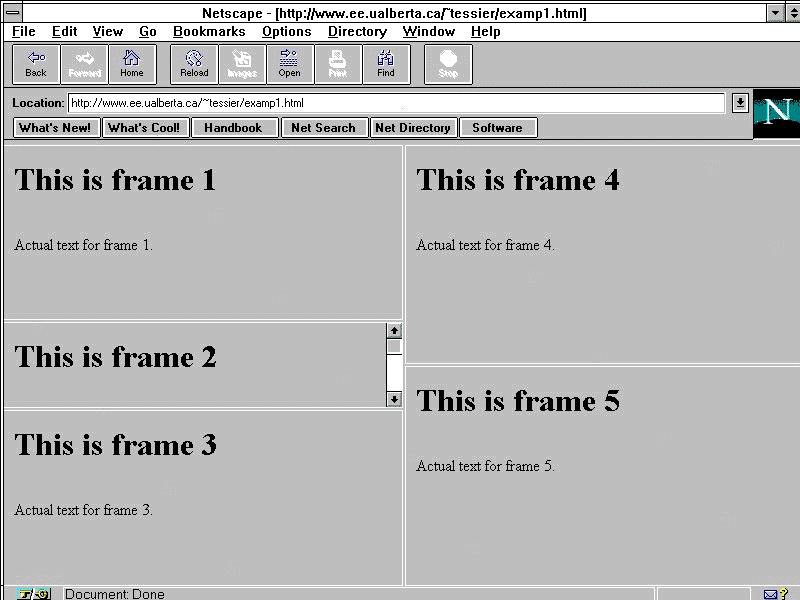 Netscape - [http://www.ee.ualberta.ca/~tessier/examp1.html]
File Edit View Go Bookmarks Options Directory Window Help
Back Forward Home Reload Images Open Print Find Stop
Location: http://www.ee.ualberta.ca/~tessier/examp1.html
N
What's New! What's Cool! Handbook Net Search Net Directory Software
This is frame 1
Actual text for frame 1.
This is frame 2
This is frame 3
Actual text for frame 3.
This is frame 4
Actual text for frame 4.
This is frame 5
Actual text for frame 5.
Document: Done
?